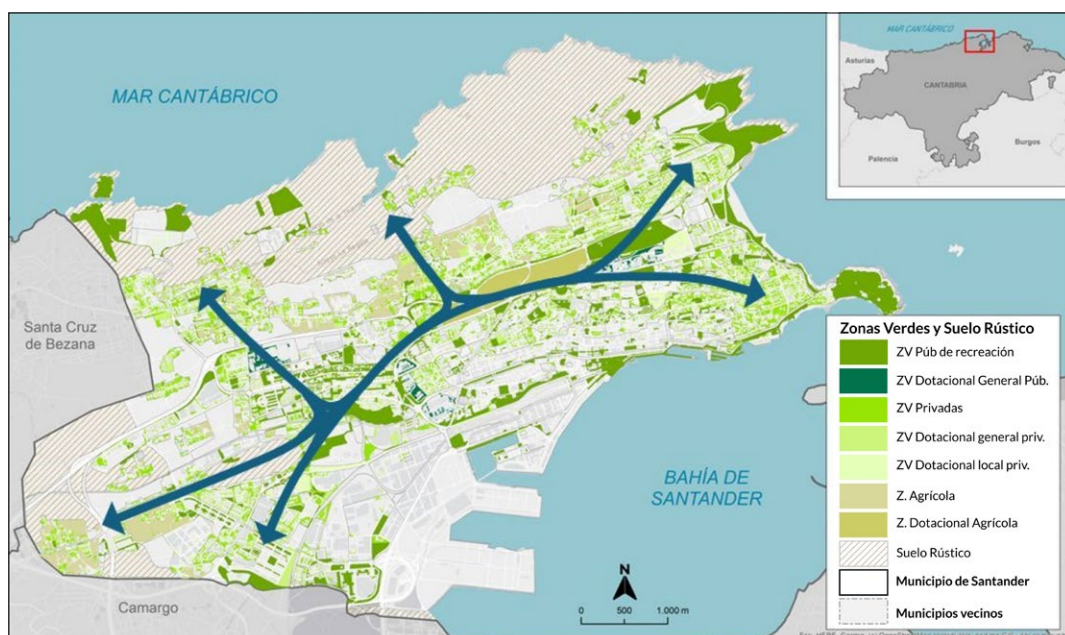 MAR CANTÁBRICO
MAR CANTÁBRICO
Asturias
CANTABRIA
Palencia
Burgos
Santa Cruz
de Bezana
BAHÍA DE
SANTANDER
Camargo
N
0 500 1.000 m
Zonas Verdes y Suelo Rústico
ZV Púb de recreación
ZV Dotacional General Púb.
ZV Privadas
ZV Dotacional general priv.
ZV Dotacional local priv.
Z. Agrícola
Z. Dotacional Agrícola
Suelo Rústico
Municipio de Santander
Municipios vecinos